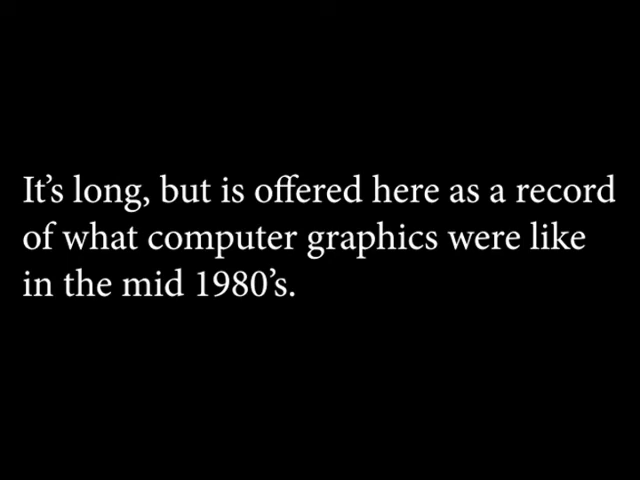 It’s long, but is offered here as a record
of what computer graphics were like
in the mid 1980’s.